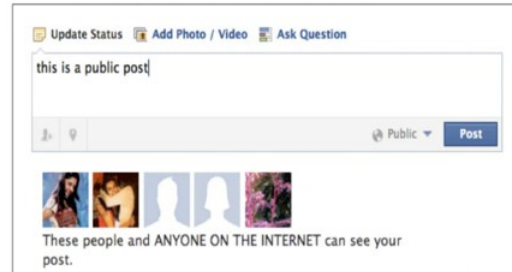 Update Status Add Photo / Video Ask Question
this is a public post
Public Post
These people and ANYONE ON THE INTERNET can see your
post.